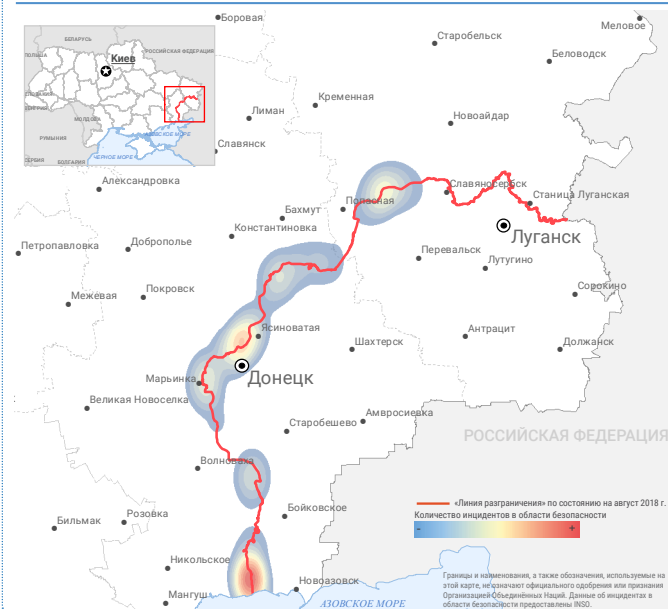 Боровая
Меловое
БЕЛАРУСЬ
Старобельск
ПОЛЬША
РОССИЙСКАЯ ФЕДЕРАЦИЯ
Киев
Беловодск
Кременная
Лиман
Новоайдар
МОЛДОВА
АЗОВСКОЕ МОРЕ
РУМЫНИЯ
Славянск
ЧЕРНОЕ МОРЕ
СЕРБИЯ
БОЛГАРИЯ
Александровка
Славяносербск
Станица Луганская
Попасная
Бахмут
Константиновка
Луганск
Петропавловка
Доброполье
Перевальск
Лутугино
Сорокино
Межевая
Покровск
Ясиноватая
Антрацит
Шахтерск
Должанск
Марьинка
Донецк
Великая Новоселка
Амвросиевка
Старобешево
РОССИЙСКАЯ ФЕДЕРАЦИЯ
Волноваха
«Линия разграничения» по состоянию на август 2018 г.
Бойковское
Количество инцидентов в области безопасности
Розовка
Бильмак
- +
Никольское
Новоазовск
Мангуш
АЗОВСКОЕ МОРЕ
Границы и наименования, а также обозначения, используемые на
этой карте, не означают официального одобрения или признания
Организацией Объединённых Наций. Данные об инцидентах в
области безопасности предоставлены INSO.